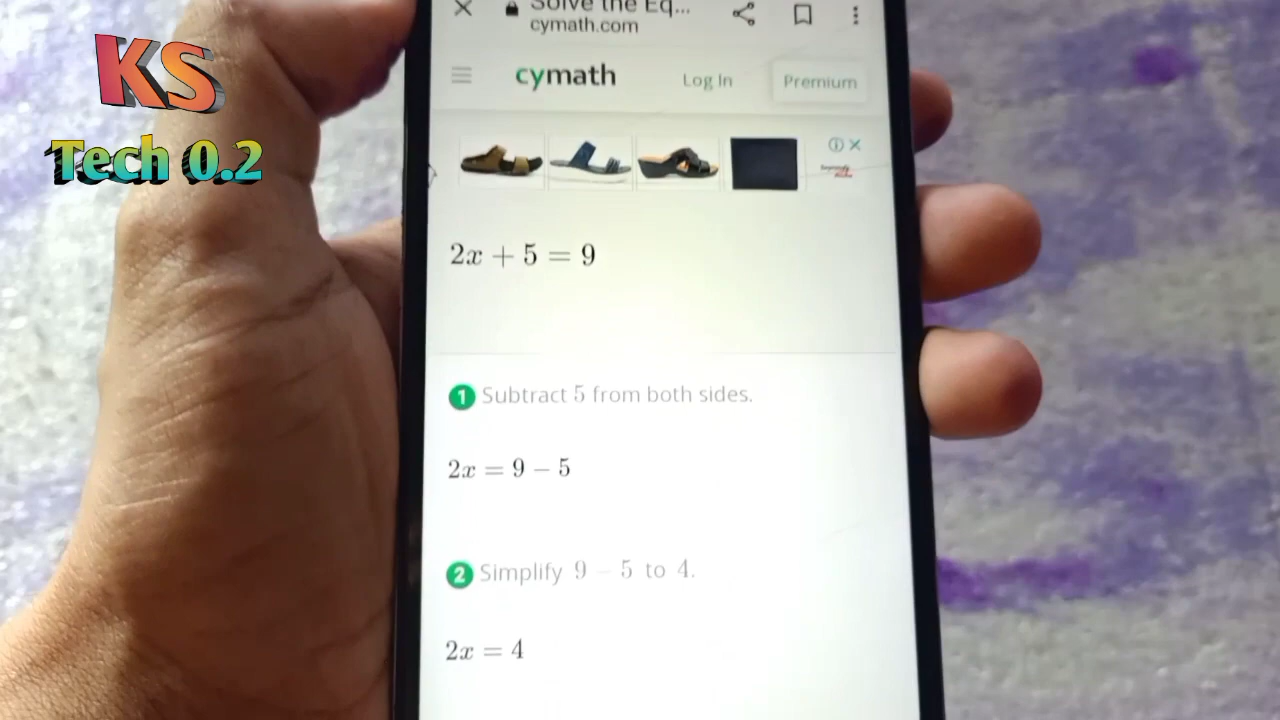 KS
Tech 0.2
Solve the Eq...
cymath.com
cymath Log In Premium
2x + 5 = 9
1 Subtract 5 from both sides.
2x = 9 – 5
2 Simplify 9 – 5 to 4.
2x = 4